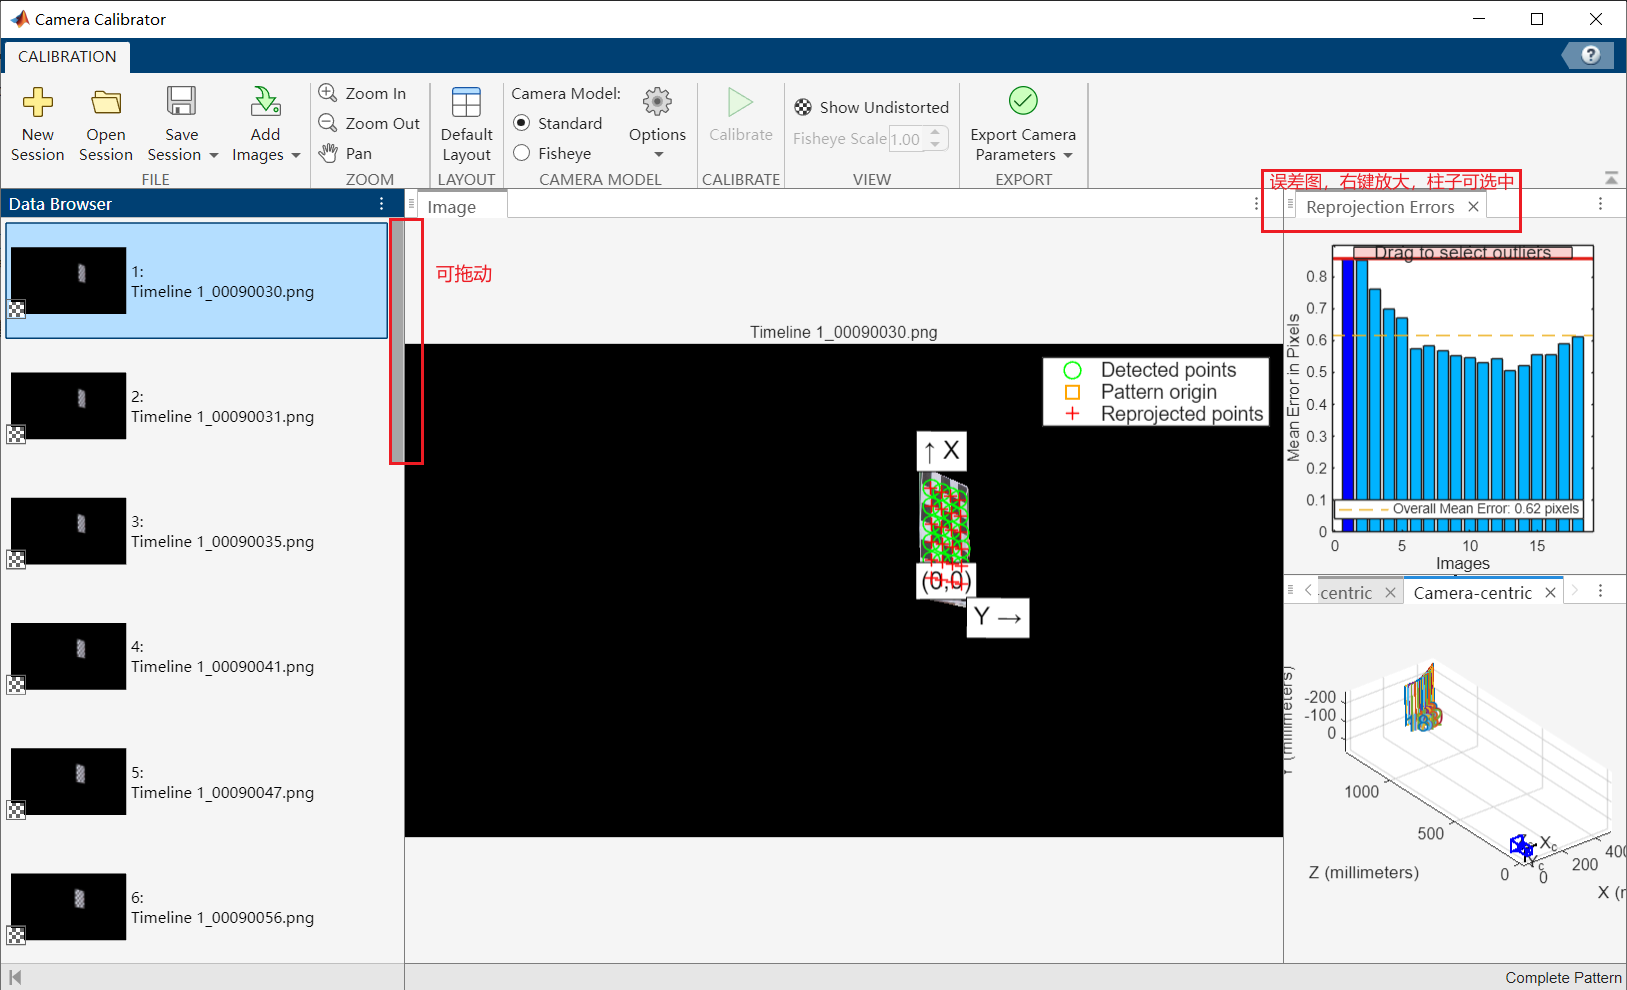 Camera Calibrator
CALIBRATION
?
New
Session
Open
Session
Save
Session
Add
Images
FILE
Zoom In
Zoom Out
Pan
ZOOM
Default
Layout
LAYOUT
Camera Model:
Standard
Fisheye
Options
CAMERA MODEL
Calibrate
CALIBRATE
Show Undistorted
Fisheye Scale 1.00
VIEW
Export Camera
Parameters
EXPORT
误差图，右键放大，柱子可选中
Data Browser
Image
Reprojection Errors
可拖动
1:
Timeline 1_00090030.png
2:
Timeline 1_00090031.png
3:
Timeline 1_00090035.png
4:
Timeline 1_00090041.png
5:
Timeline 1_00090047.png
6:
Timeline 1_00090056.png
Timeline 1_00090030.png
Detected points
Pattern origin
Reprojected points
↑ X
(0,0)
Y →
Drag to select outliers
0.8
0.7
0.6
0.5
0.4
0.3
0.2
0.1
0
Mean Error in Pixels
Overall Mean Error: 0.62 pixels
0 5 10 15
Images
-centric
Camera-centric
Y (millimeters)
-200
-100
0
1000
500
0
Z (millimeters)
Xc
Yc
0
200
400
X (r
Complete Pattern